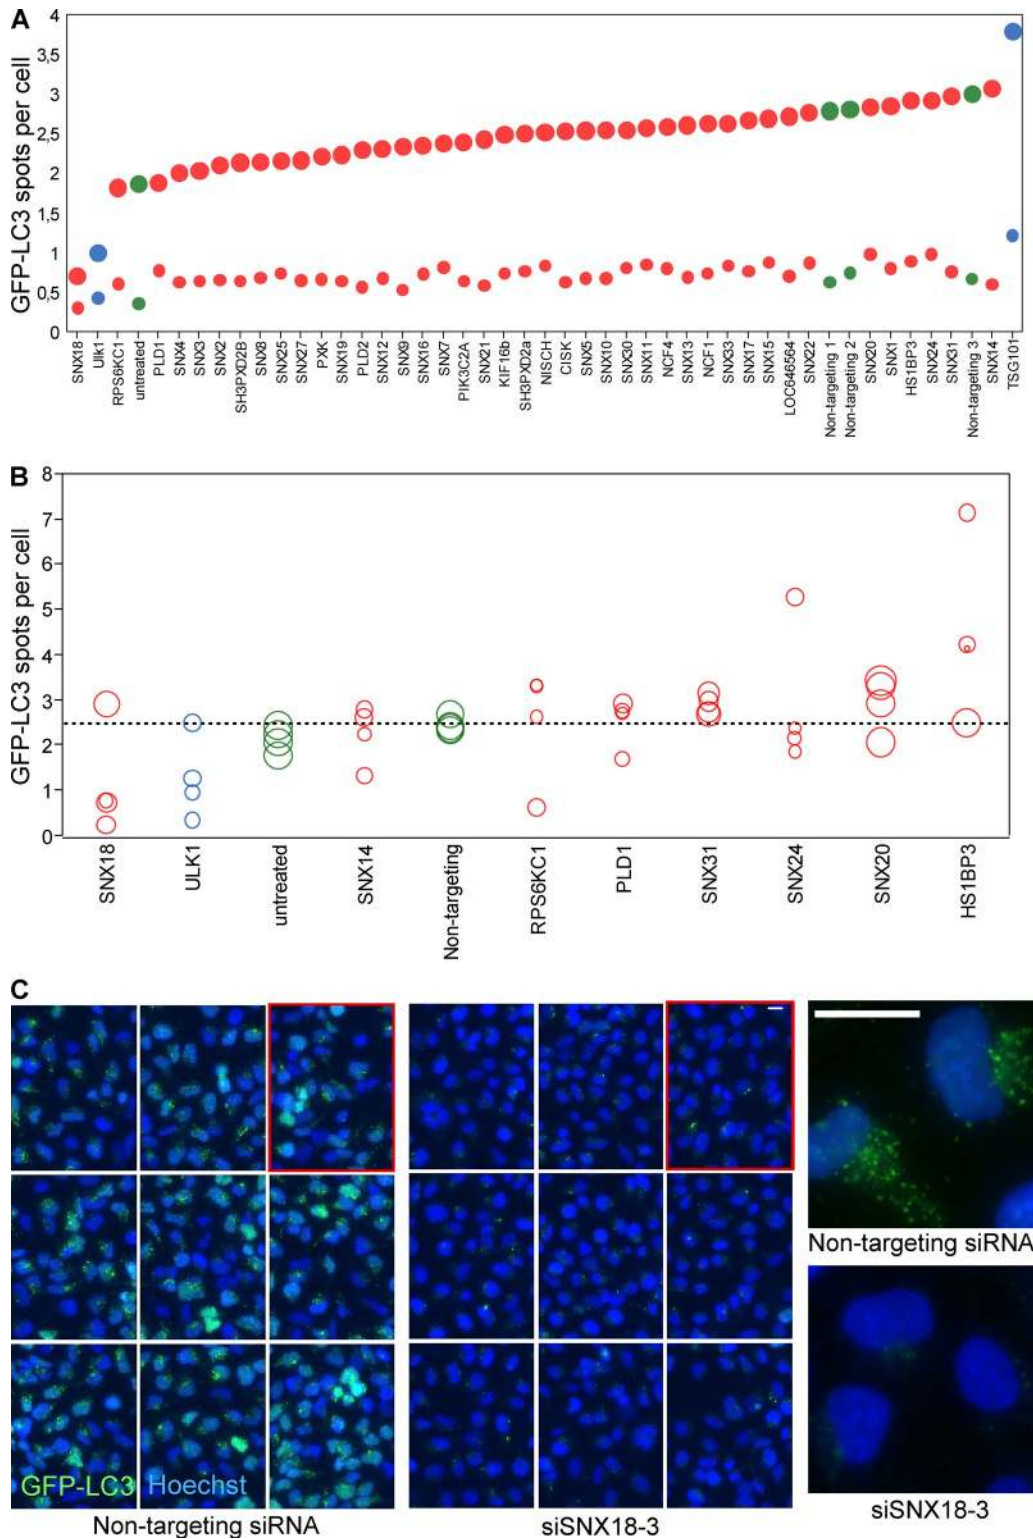 A
GFP-LC3 spots per cell
4
3,5
3
2,5
2
1,5
1
0,5
0
SNX18
Ulk1
RPS6KC1
untreated
PLD1
SNX4
SNX3
SNX2
SH3PXD2B
SNX8
SNX25
SNX27
PXK
SNX19
PLD2
SNX12
SNX9
SNX16
SNX7
PIK3C2A
SNX21
KIF16b
SH3PXD2a
NISCH
CISK
SNX5
SNX10
SNX30
SNX11
NCF4
SNX13
NCF1
SNX33
SNX17
SNX15
LOC646564
SNX22
Non-targeting 1
Non-targeting 2
SNX20
SNX1
HS1BP3
SNX24
SNX31
Non-targeting 3
SNX14
TSG101
B
GFP-LC3 spots per cell
8
7
6
5
4
3
2
1
0
SNX18
ULK1
untreated
SNX14
Non-targeting
RPS6KC1
PLD1
SNX31
SNX24
SNX20
HS1BP3
C
GFP-LC3 Hoechst
Non-targeting siRNA
siSNX18-3
Non-targeting siRNA
siSNX18-3